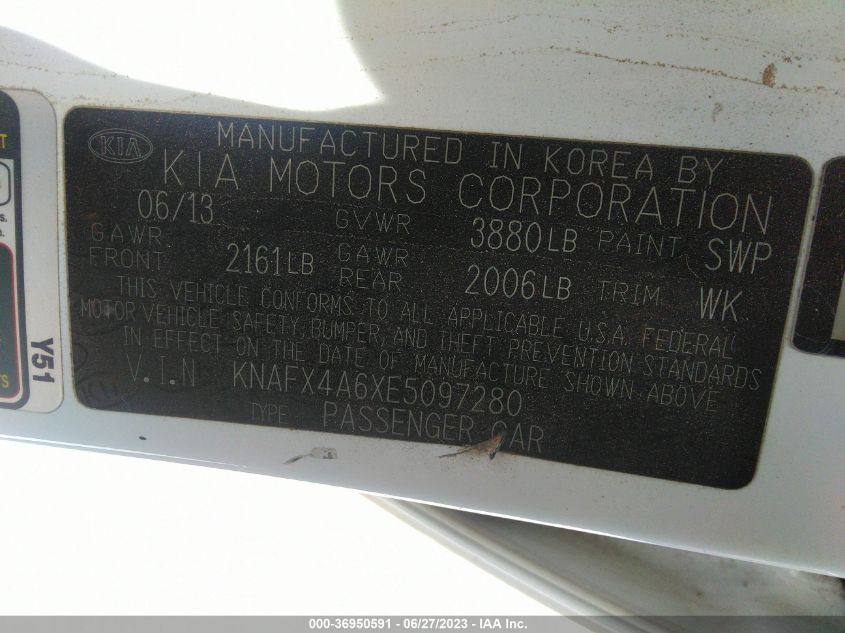 KIA
MANUFACTURED IN KOREA BY
KIA MOTORS CORPORATION
06/13 GVWR 3880LB PAINT SWP
GAWR FRONT 2161LB GAWR REAR 2006LB TRIM WK
THIS VEHICLE CONFORMS TO ALL APPLICABLE U.S.A. FEDERAL
MOTOR VEHICLE SAFETY, BUMPER, AND THEFT PREVENTION STANDARDS
IN EFFECT ON THE DATE OF MANUFACTURE SHOWN ABOVE
V.I.N KNAFX4A6XE5097280
TYPE PASSENGER CAR
Y51
000-36950591 - 06/27/2023 - IAA Inc.